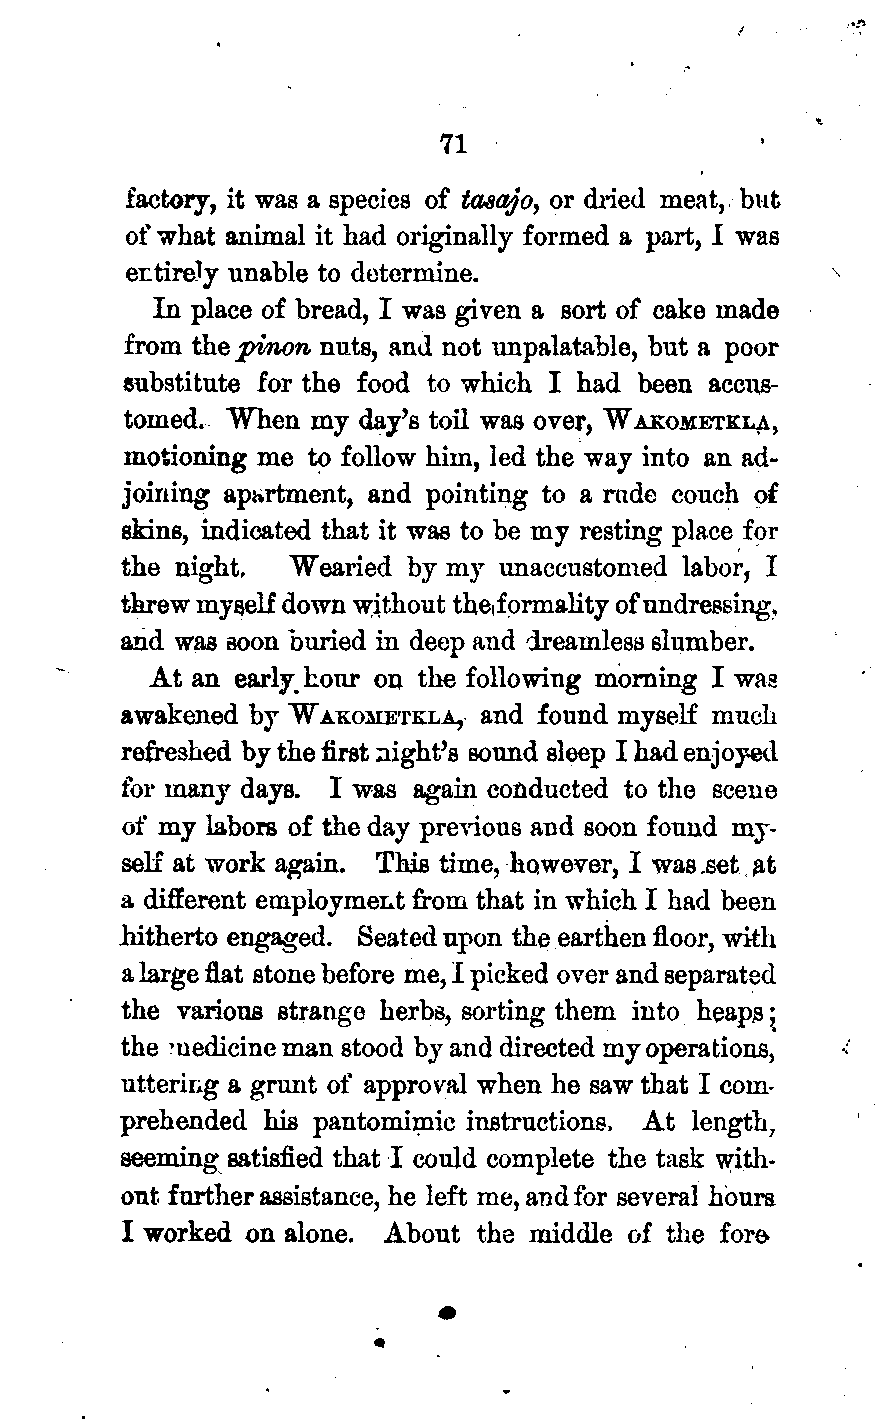 71
factory, it was a species of tasajo, or dried meat, but
of what animal it had originally formed a part, I was
entirely unable to determine.
In place of bread, I was given a sort of cake made
from the pinon nuts, and not unpalatable, but a poor
substitute for the food to which I had been accus-
tomed. When my day's toil was over, WAKOMETKLA,
motioning me to follow him, led the way into an ad-
joining apartment, and pointing to a rude couch of
skins, indicated that it was to be my resting place for
the night. Wearied by my unaccustomed labor, I
threw myself down without the formality of undressing,
and was soon buried in deep and dreamless slumber.
At an early hour on the following morning I was
awakened by WAKOMETKLA, and found myself much
refreshed by the first night's sound sleep I had enjoyed
for many days. I was again conducted to the scene
of my labors of the day previous and soon found my-
self at work again. This time, however, I was set at
a different employment from that in which I had been
hitherto engaged. Seated upon the earthen floor, with
a large flat stone before me, I picked over and separated
the various strange herbs, sorting them into heaps;
the medicine man stood by and directed my operations,
uttering a grunt of approval when he saw that I com-
prehended his pantomimic instructions. At length,
seeming satisfied that I could complete the task with-
out further assistance, he left me, and for several hours
I worked on alone. About the middle of the fore-